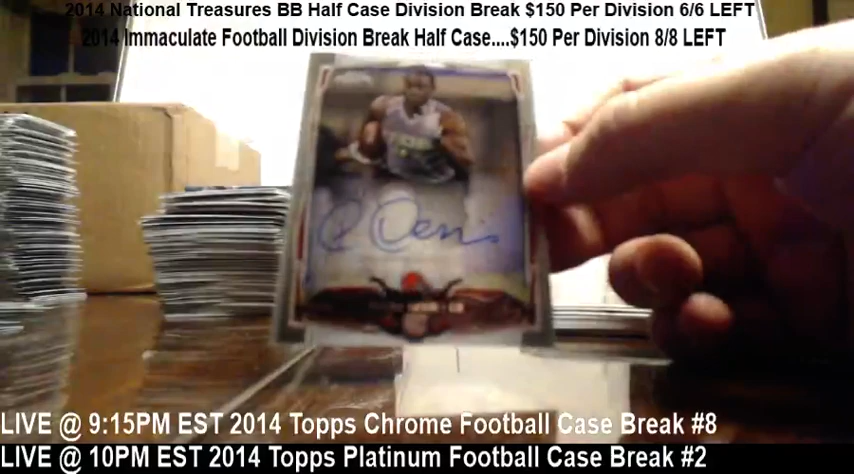 2014 National Treasures BB Half Case Division Break $150 Per Division 6/6 LEFT
2014 Immaculate Football Division Break Half Case....$150 Per Division 8/8 LEFT
LIVE @ 9:15PM EST 2014 Topps Chrome Football Case Break #8
LIVE @ 10PM EST 2014 Topps Platinum Football Case Break #2